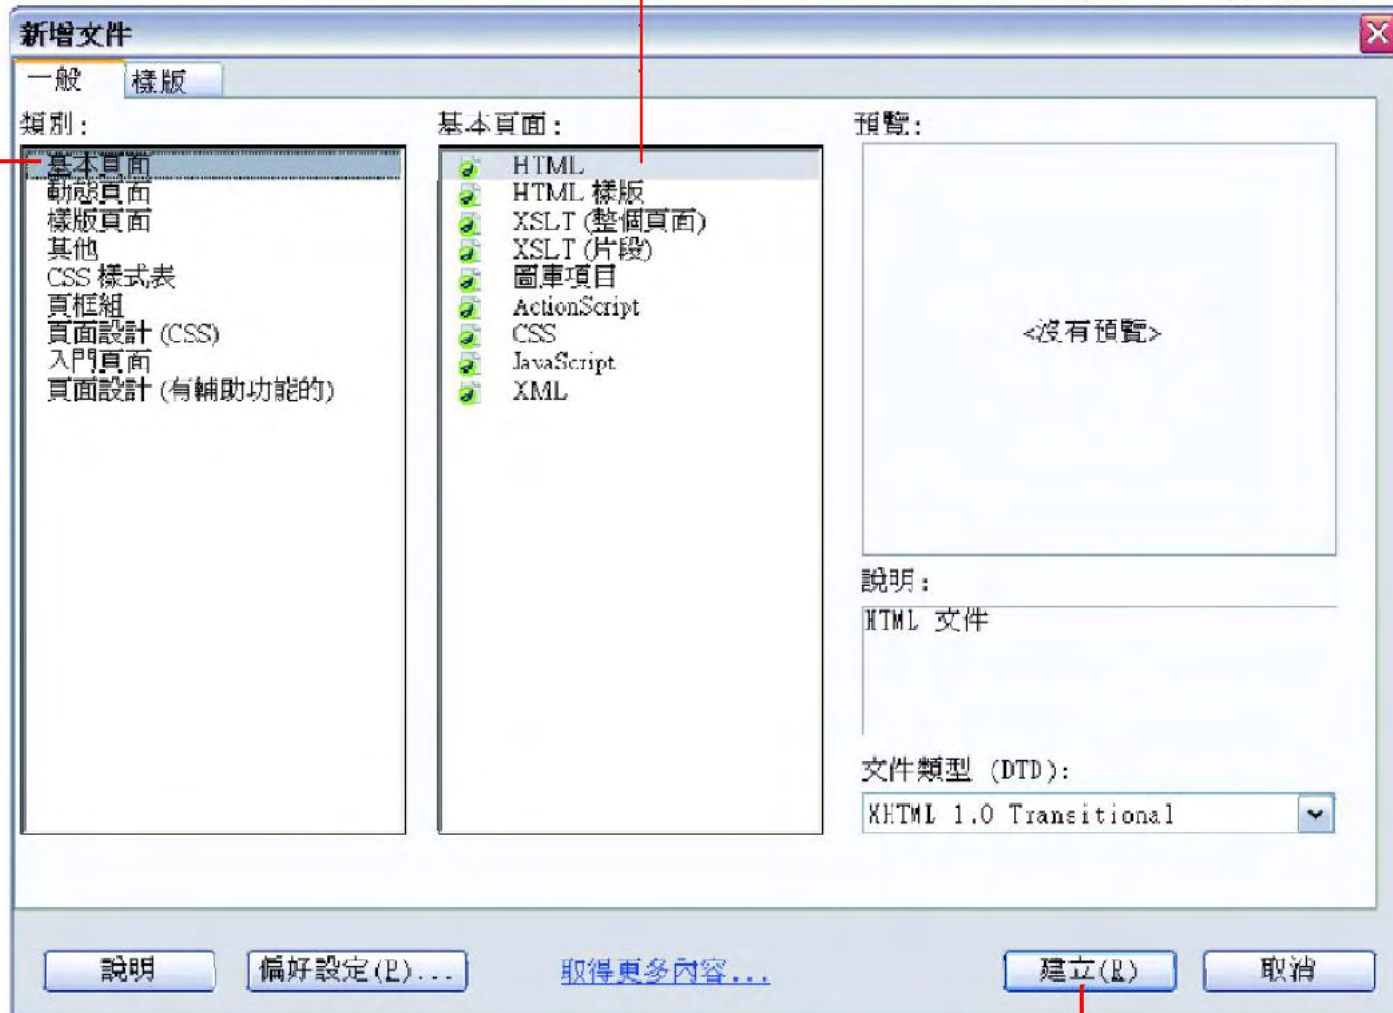 新增文件
一般
樣版
類別：
基本頁面
動態頁面
樣版頁面
其他
CSS 樣式表
頁框組
頁面設計 (CSS)
入門頁面
頁面設計 (有輔助功能的)
基本頁面：
HTML
HTML 樣版
XSLT (整個頁面)
XSLT (片段)
圖庫項目
ActionScript
CSS
JavaScript
XML
預覽：
<沒有預覽>
說明：
HTML 文件
文件類型 (DTD)：
XHTML 1.0 Transitional
說明
偏好設定(P)...
取得更多內容...
建立(R)
取消